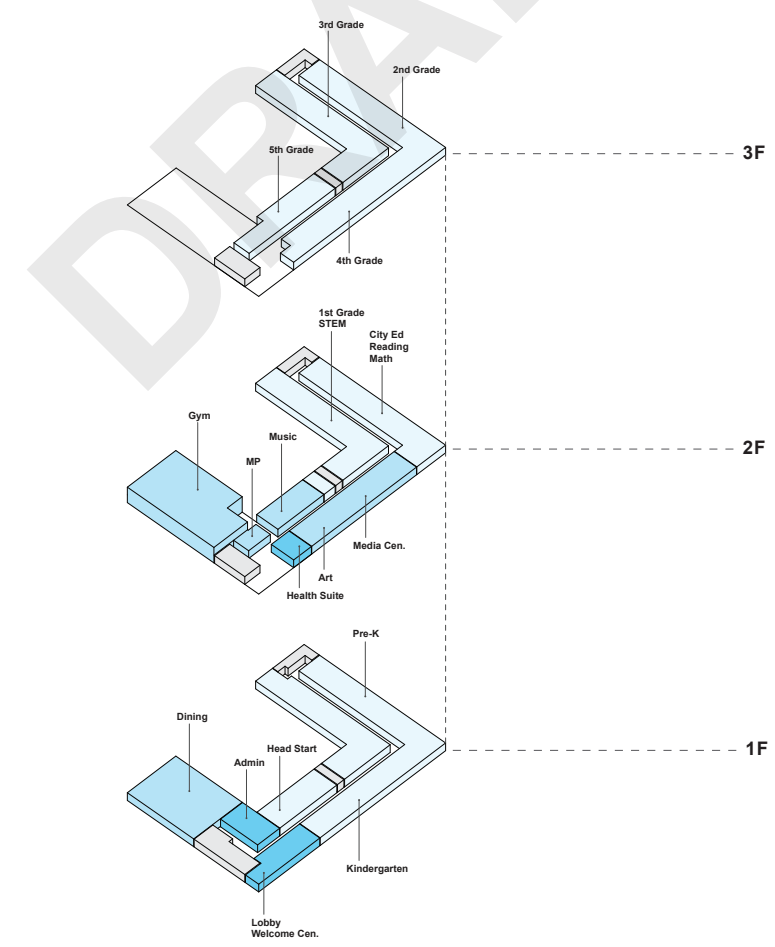 3rd Grade
2nd Grade
5th Grade
3F
4th Grade
1st Grade
STEM
City Ed
Reading
Math
Gym
Music
2F
MP
Media Cen.
Art
Health Suite
Pre-K
Dining
Head Start
1F
Admin
Kindergarten
Lobby
Welcome Cen.